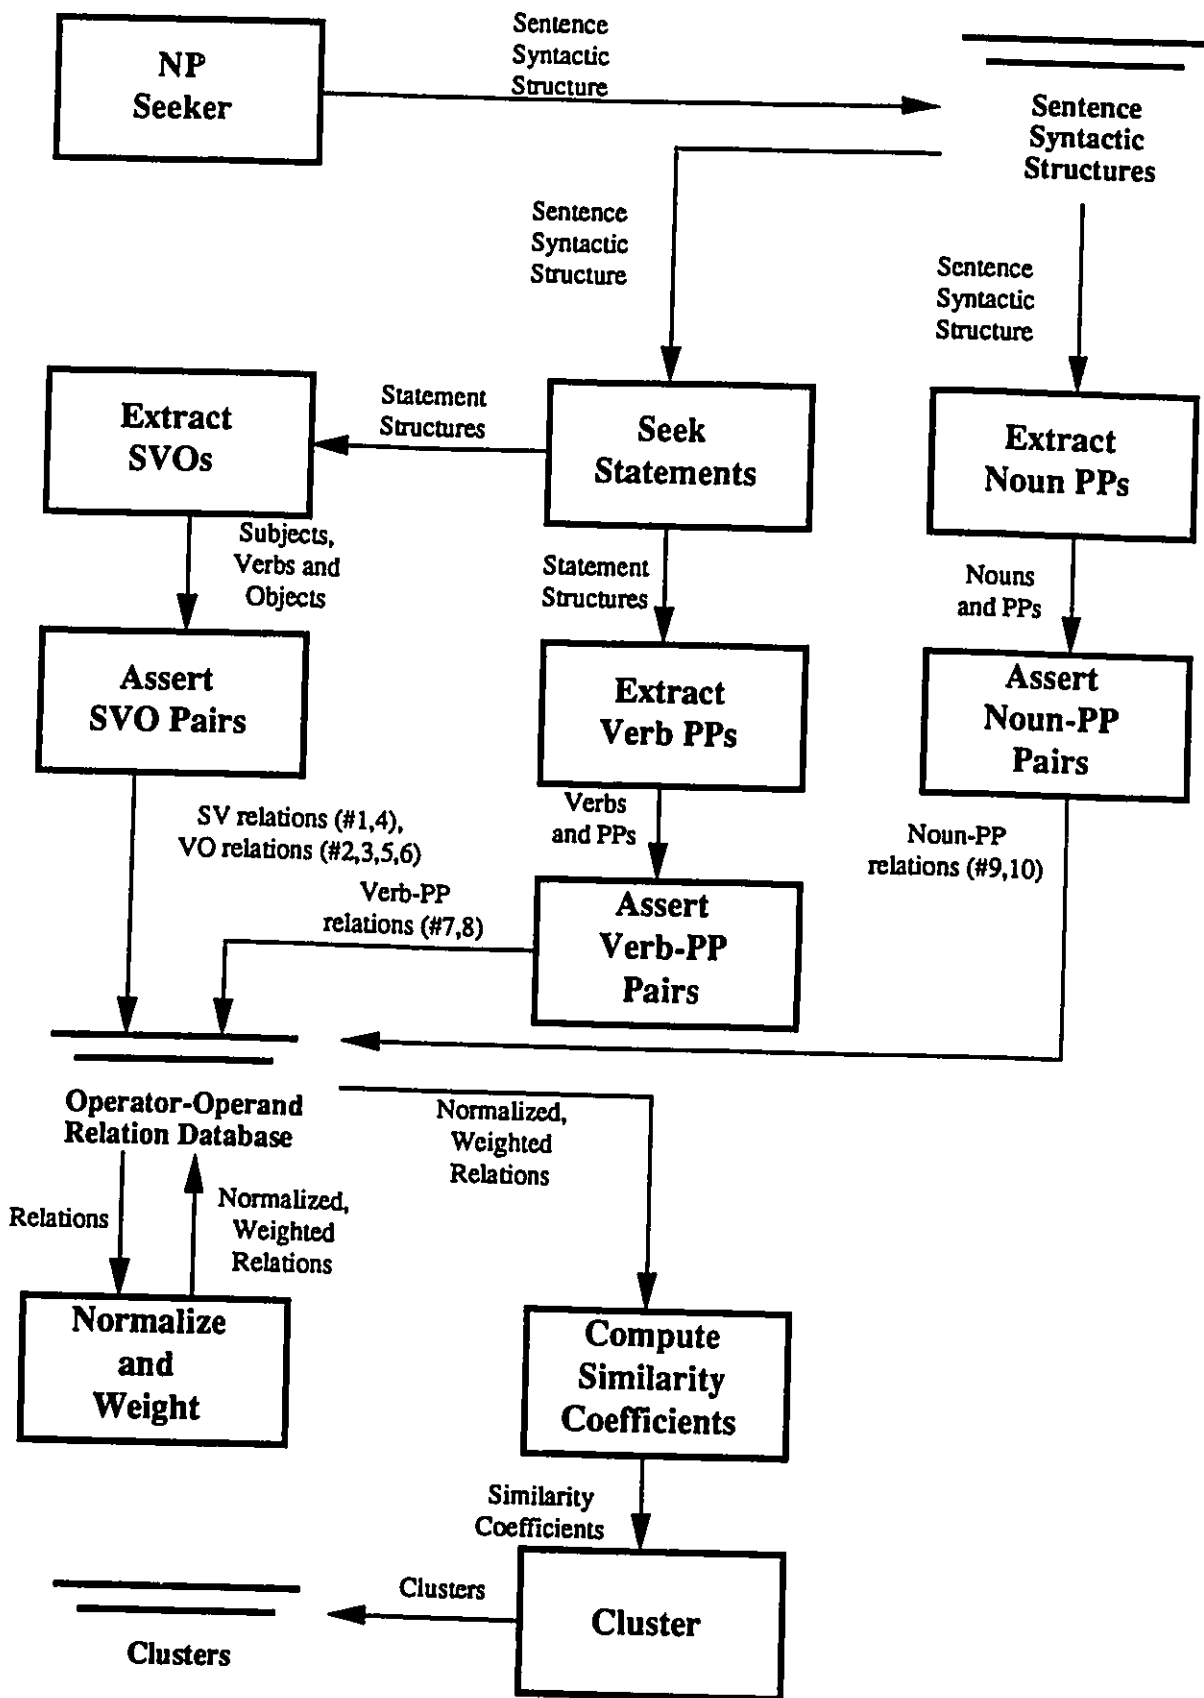 NP
Seeker
Sentence
Syntactic
Structure
Sentence
Syntactic
Structures
Sentence
Syntactic
Structure
Sentence
Syntactic
Structure
Extract
SVOs
Statement
Structures
Seek
Statements
Extract
Noun PPs
Subjects,
Verbs and
Objects
Statement
Structures
Nouns
and PPs
Assert
SVO Pairs
Extract
Verb PPs
Assert
Noun-PP
Pairs
SV relations (#1,4),
VO relations (#2,3,5,6)
Verbs
and PPs
Noun-PP
relations (#9,10)
Verb-PP
relations (#7,8)
Assert
Verb-PP
Pairs
Operator-Operand
Relation Database
Normalized,
Weighted
Relations
Relations
Normalized,
Weighted
Relations
Normalize
and
Weight
Compute
Similarity
Coefficients
Similarity
Coefficients
Clusters
Cluster
Clusters